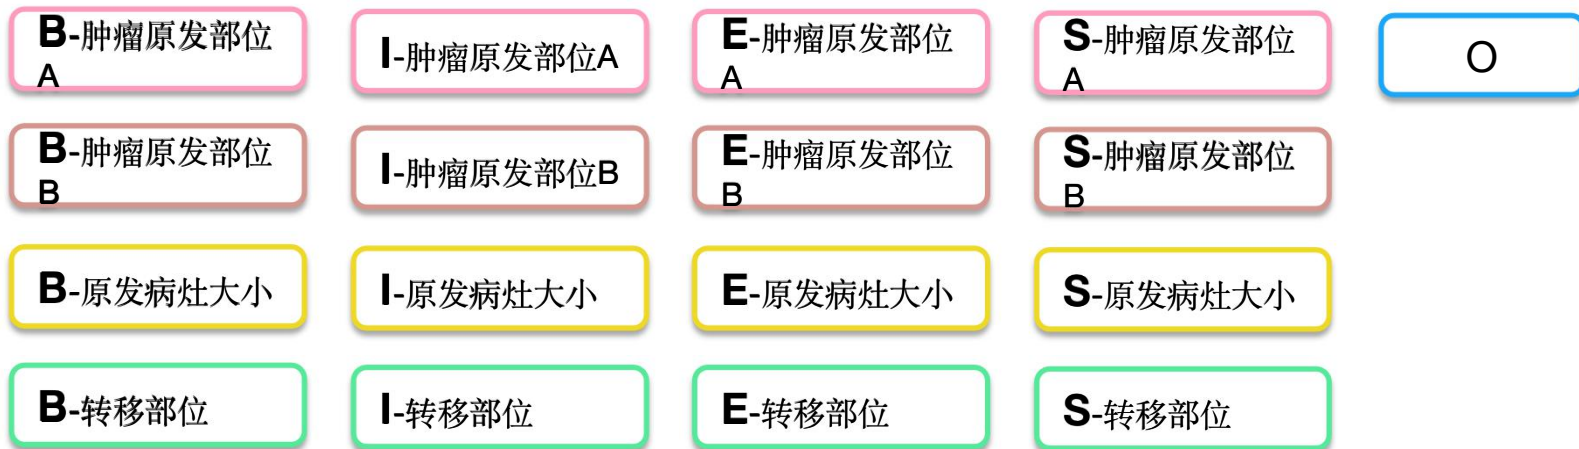 B-肿瘤原发部位
A
I-肿瘤原发部位A
E-肿瘤原发部位
A
S-肿瘤原发部位
A
O
B-肿瘤原发部位
B
I-肿瘤原发部位B
E-肿瘤原发部位
B
S-肿瘤原发部位
B
B-原发病灶大小
I-原发病灶大小
E-原发病灶大小
S-原发病灶大小
B-转移部位
I-转移部位
E-转移部位
S-转移部位